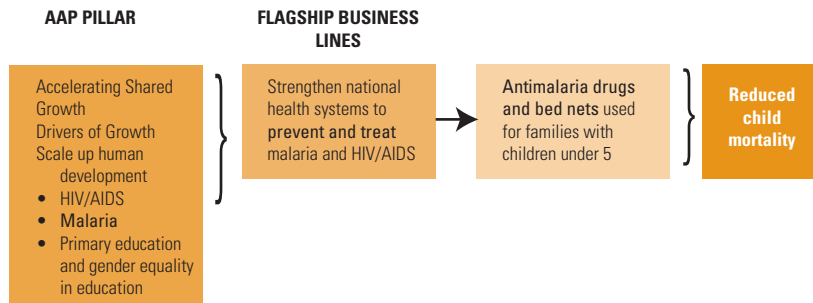 AAP PILLAR
FLAGSHIP BUSINESS
LINES
Accelerating Shared
Growth
Drivers of Growth
Scale up human
development
• HIV/AIDS
• Malaria
• Primary education
and gender equality
in education
Strengthen national
health systems to
prevent and treat
malaria and HIV/AIDS
Antimalaria drugs
and bed nets used
for families with
children under 5
Reduced
child
mortality